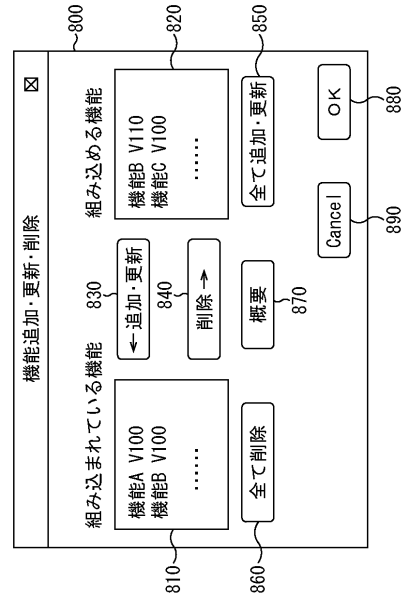 800
機能追加・更新・削除
組み込まれている機能
組み込める機能
810
機能A V100
機能B V100
......
820
機能B V110
機能C V100
......
830
←追加・更新
840
削除→
850
全て追加・更新
860
全て削除
870
概要
Cancel
890
OK
880